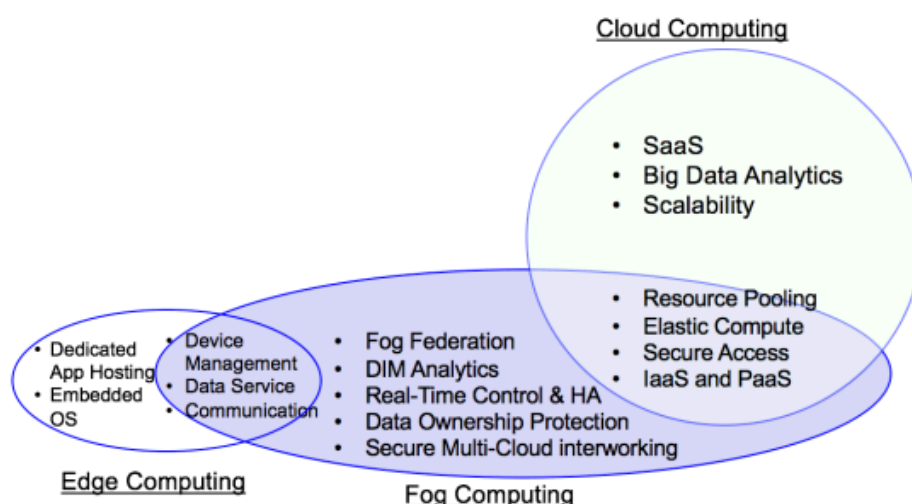 Cloud Computing
• SaaS
• Big Data Analytics
• Scalability
• Resource Pooling
• Elastic Compute
• Secure Access
• IaaS and PaaS
• Fog Federation
• DIM Analytics
• Real-Time Control & HA
• Data Ownership Protection
• Secure Multi-Cloud interworking
• Device
Management
• Data Service
• Communication
• Dedicated
App Hosting
• Embedded
OS
Edge Computing
Fog Computing